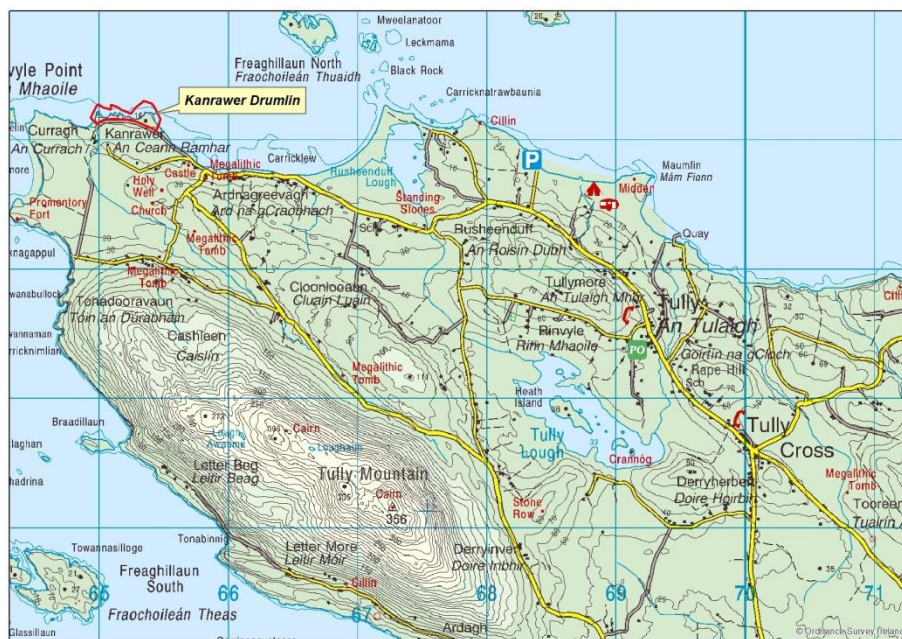 Mweelanatoor
Leckmama
Black Rock
Freaghillaun North
Fraochoileán Thuaidh
vyle Point
Mhaoile
Kanrawer Drumlin
Carricknatrawbaunia
Cillin
Curragh
An Currach
Kanrawer
An Ceann Ramhar
Carricklew
Castle
Megalithic
Tomb
Holy
Well
Church
Promontory
Fort
Ardnagreevagh
Ard na gCraobhach
Rusheenduff
Lough
Standing
Stones
P
Midden
Maumfin
Mám Fionn
Quay
Sch
Rusheenduff
An Roisín Dubh
Megalithic
Tomb
Megalithic
Tomb
Tonadooravaun
Tóin an Dúrabháin
Cloonlooaun
Cluain Luáin
Tullymore
An Tulaigh Mhór
Tully
An Tulaigh
Rinvyle
Rinn Mhaoile
PO
Goirtín na gCloch
Rape Hill
Sch
Cashleen
Caislín
Megalithic
Tomb
114
Heath
Island
Tully
Lough
Crannóg
Tully
Cross
Braadillaun
Cairn
Loughaun
Letter Beg
Leitir Beag
Tully Mountain
Cairn
356
Stone
Row
Derryherbert
Doire Hoirbirt
Megalithic
Tomb
Tooreen
Tuairín
Towannasilloge
Tonabinnig
Letter More
Leitir Móir
Cillin
Derryinver
Doire Inbhir
Freaghillaun
South
Fraochoileán Theas
Glassillaun
Ardagh
65
66
67
68
69
70
71
© Ordnance Survey Ireland